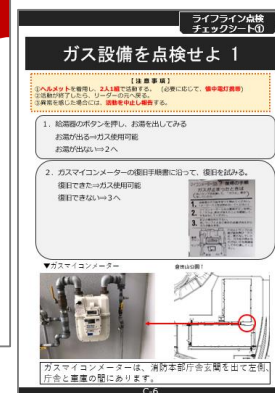 ライフライン点検
チェックシート①
ガス設備を点検せよ 1
【注意事項】
①ヘルメットを着用し、2人1組で活動する。（必要に応じて、懐中電灯携帯）
②活動が終了したら、リーダーの元へ戻る。
③異常を感じた場合には、活動を中止し報告する。
1．給湯器のボタンを押し、お湯を出してみる
お湯が出る⇒ガス使用可能
お湯が出ない⇒2へ
2．ガスマイコンメーターの復旧手順書に沿って、復旧を試みる。
復旧できた⇒ガス使用可能
復旧できない⇒3へ
▼ガスマイコンメーター
ガスマイコンメーターは、消防本部庁舎玄関を出て左側、
庁舎と車庫の間にあります。
C-6